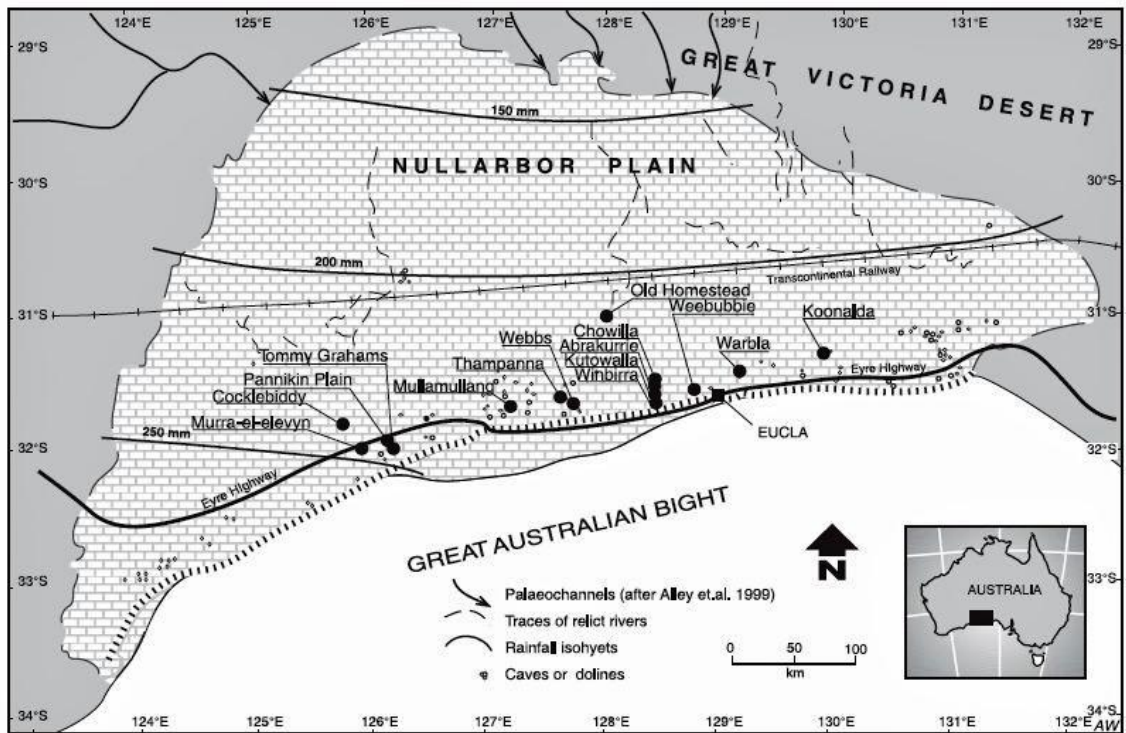 124°E 125°E 126°E 127°E 128°E 129°E 130°E 131°E 132°E
29°S 29°S
GREAT VICTORIA DESERT
150 mm
NULLARBOR PLAIN
30°S 30°S
200 mm
Transcontinental Railway
31°S 31°S
Old Homestead
Weebubbie
Koonalda
Chowilla
Abrakurrie
Kutowalla
Winbirra
Warbla
Webbs
Thampanna
Mullamullang
Tommy Grahams
Pannikin Plain
Cocklebiddy
Murra-el-elevyn
Eyre Highway
EUCLA
32°S 32°S
250 mm
Eyre Highway
GREAT AUSTRALIAN BIGHT
N
33°S 33°S
AUSTRALIA
Palaeochannels (after Alley et.al. 1999)
Traces of relict rivers
Rainfall isohyets
Caves or dolines
0 50 100
km
34°S 34°S
124°E 125°E 126°E 127°E 128°E 129°E 130°E 131°E 132°E
AW